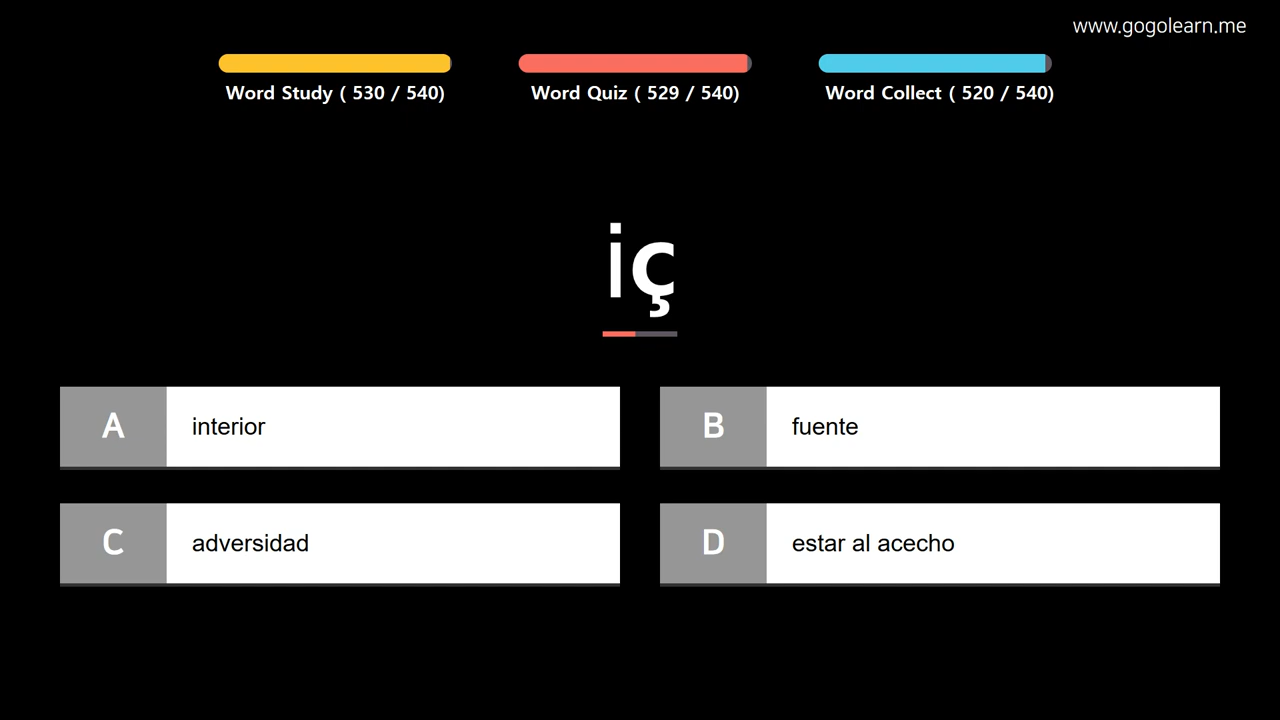 www.gogolearn.me
Word Study ( 530 / 540)
Word Quiz ( 529 / 540)
Word Collect ( 520 / 540)
iç
A interior
B fuente
C adversidad
D estar al acecho